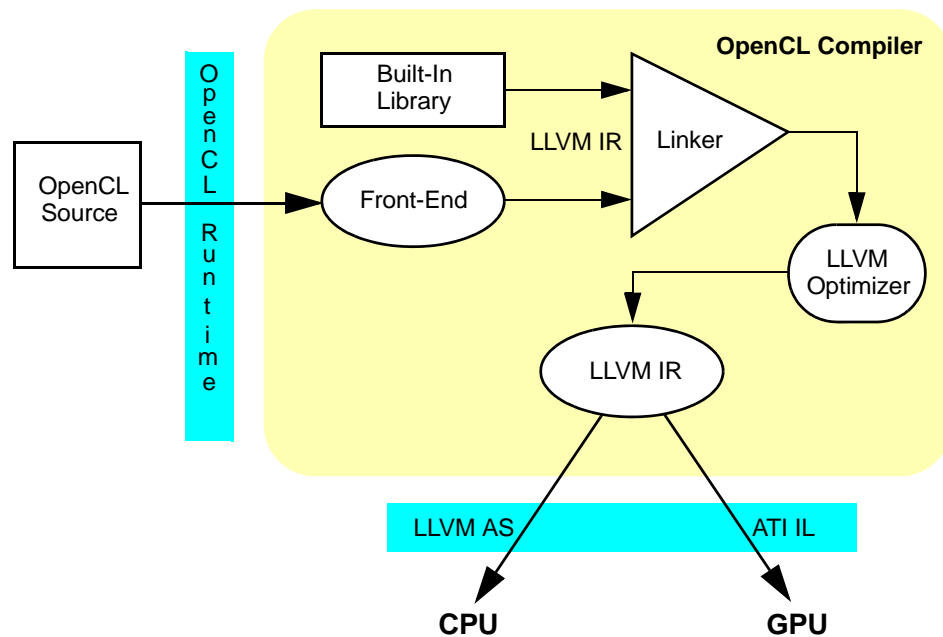 OpenCL Compiler
Built-In
Library
OpenCL Runtime
LLVM IR
Linker
OpenCL
Source
Front-End
LLVM
Optimizer
LLVM IR
LLVM AS
ATI IL
CPU
GPU